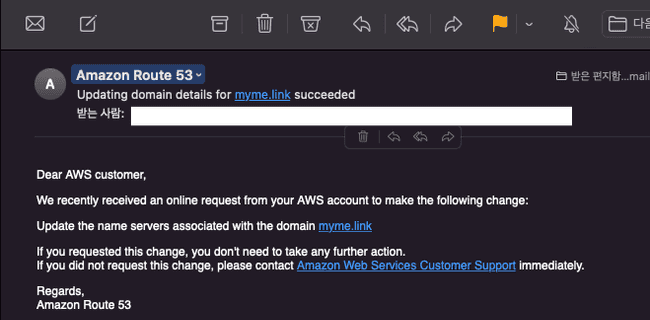 다음
A
Amazon Route 53
받은 편지함...mail
Updating domain details for myme.link succeeded
받는 사람:
Dear AWS customer,
We recently received an online request from your AWS account to make the following change:
Update the name servers associated with the domain myme.link
If you requested this change, you don't need to take any further action.
If you did not request this change, please contact Amazon Web Services Customer Support immediately.
Regards,
Amazon Route 53